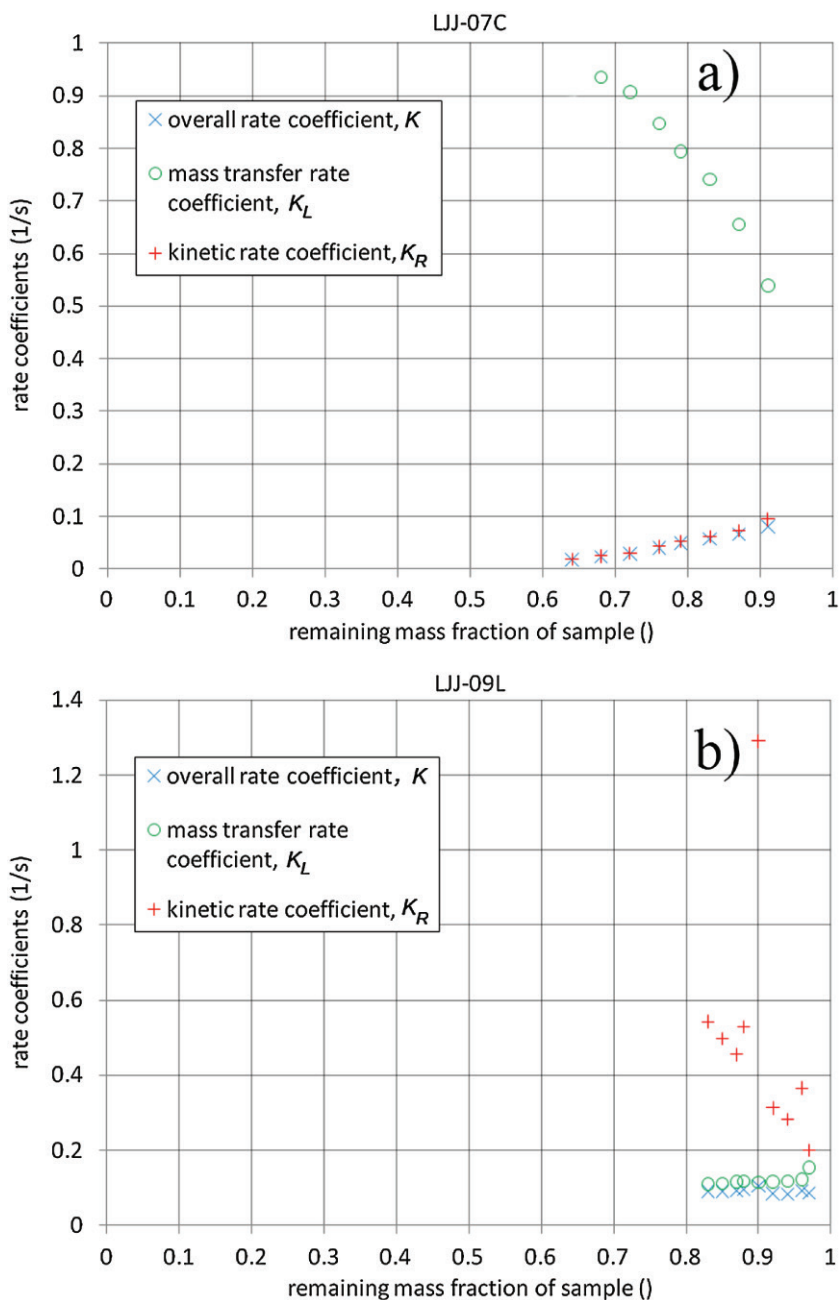 LJJ-07C
a)
1
0.9
0.8
0.7
0.6
0.5
0.4
0.3
0.2
0.1
0
rate coefficients (1/s)
overall rate coefficient, K
mass transfer rate
coefficient, K_L
kinetic rate coefficient, K_R
0 0.1 0.2 0.3 0.4 0.5 0.6 0.7 0.8 0.9 1
remaining mass fraction of sample ()
LJJ-09L
b)
1.4
1.2
1
0.8
0.6
0.4
0.2
0
rate coefficients (1/s)
overall rate coefficient, K
mass transfer rate
coefficient, K_L
kinetic rate coefficient, K_R
0 0.1 0.2 0.3 0.4 0.5 0.6 0.7 0.8 0.9 1
remaining mass fraction of sample ()